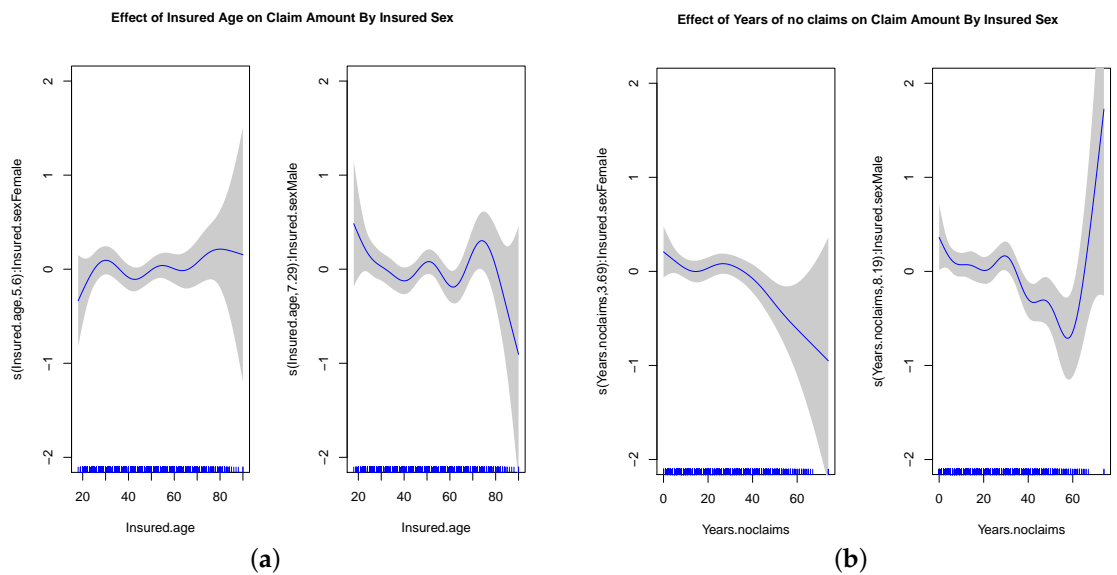 Effect of Insured Age on Claim Amount By Insured Sex
s(Insured.age,5.6):Insured.sexFemale
2
1
0
−1
−2
20 40 60 80
Insured.age
s(Insured.age,7.29):Insured.sexMale
2
1
0
−1
−2
20 40 60 80
Insured.age
(a)
Effect of Years of no claims on Claim Amount By Insured Sex
s(Years.noclaims,3.69):Insured.sexFemale
2
1
0
−1
−2
0 20 40 60
Years.noclaims
s(Years.noclaims,8.19):Insured.sexMale
2
1
0
−1
−2
0 20 40 60
Years.noclaims
(b)